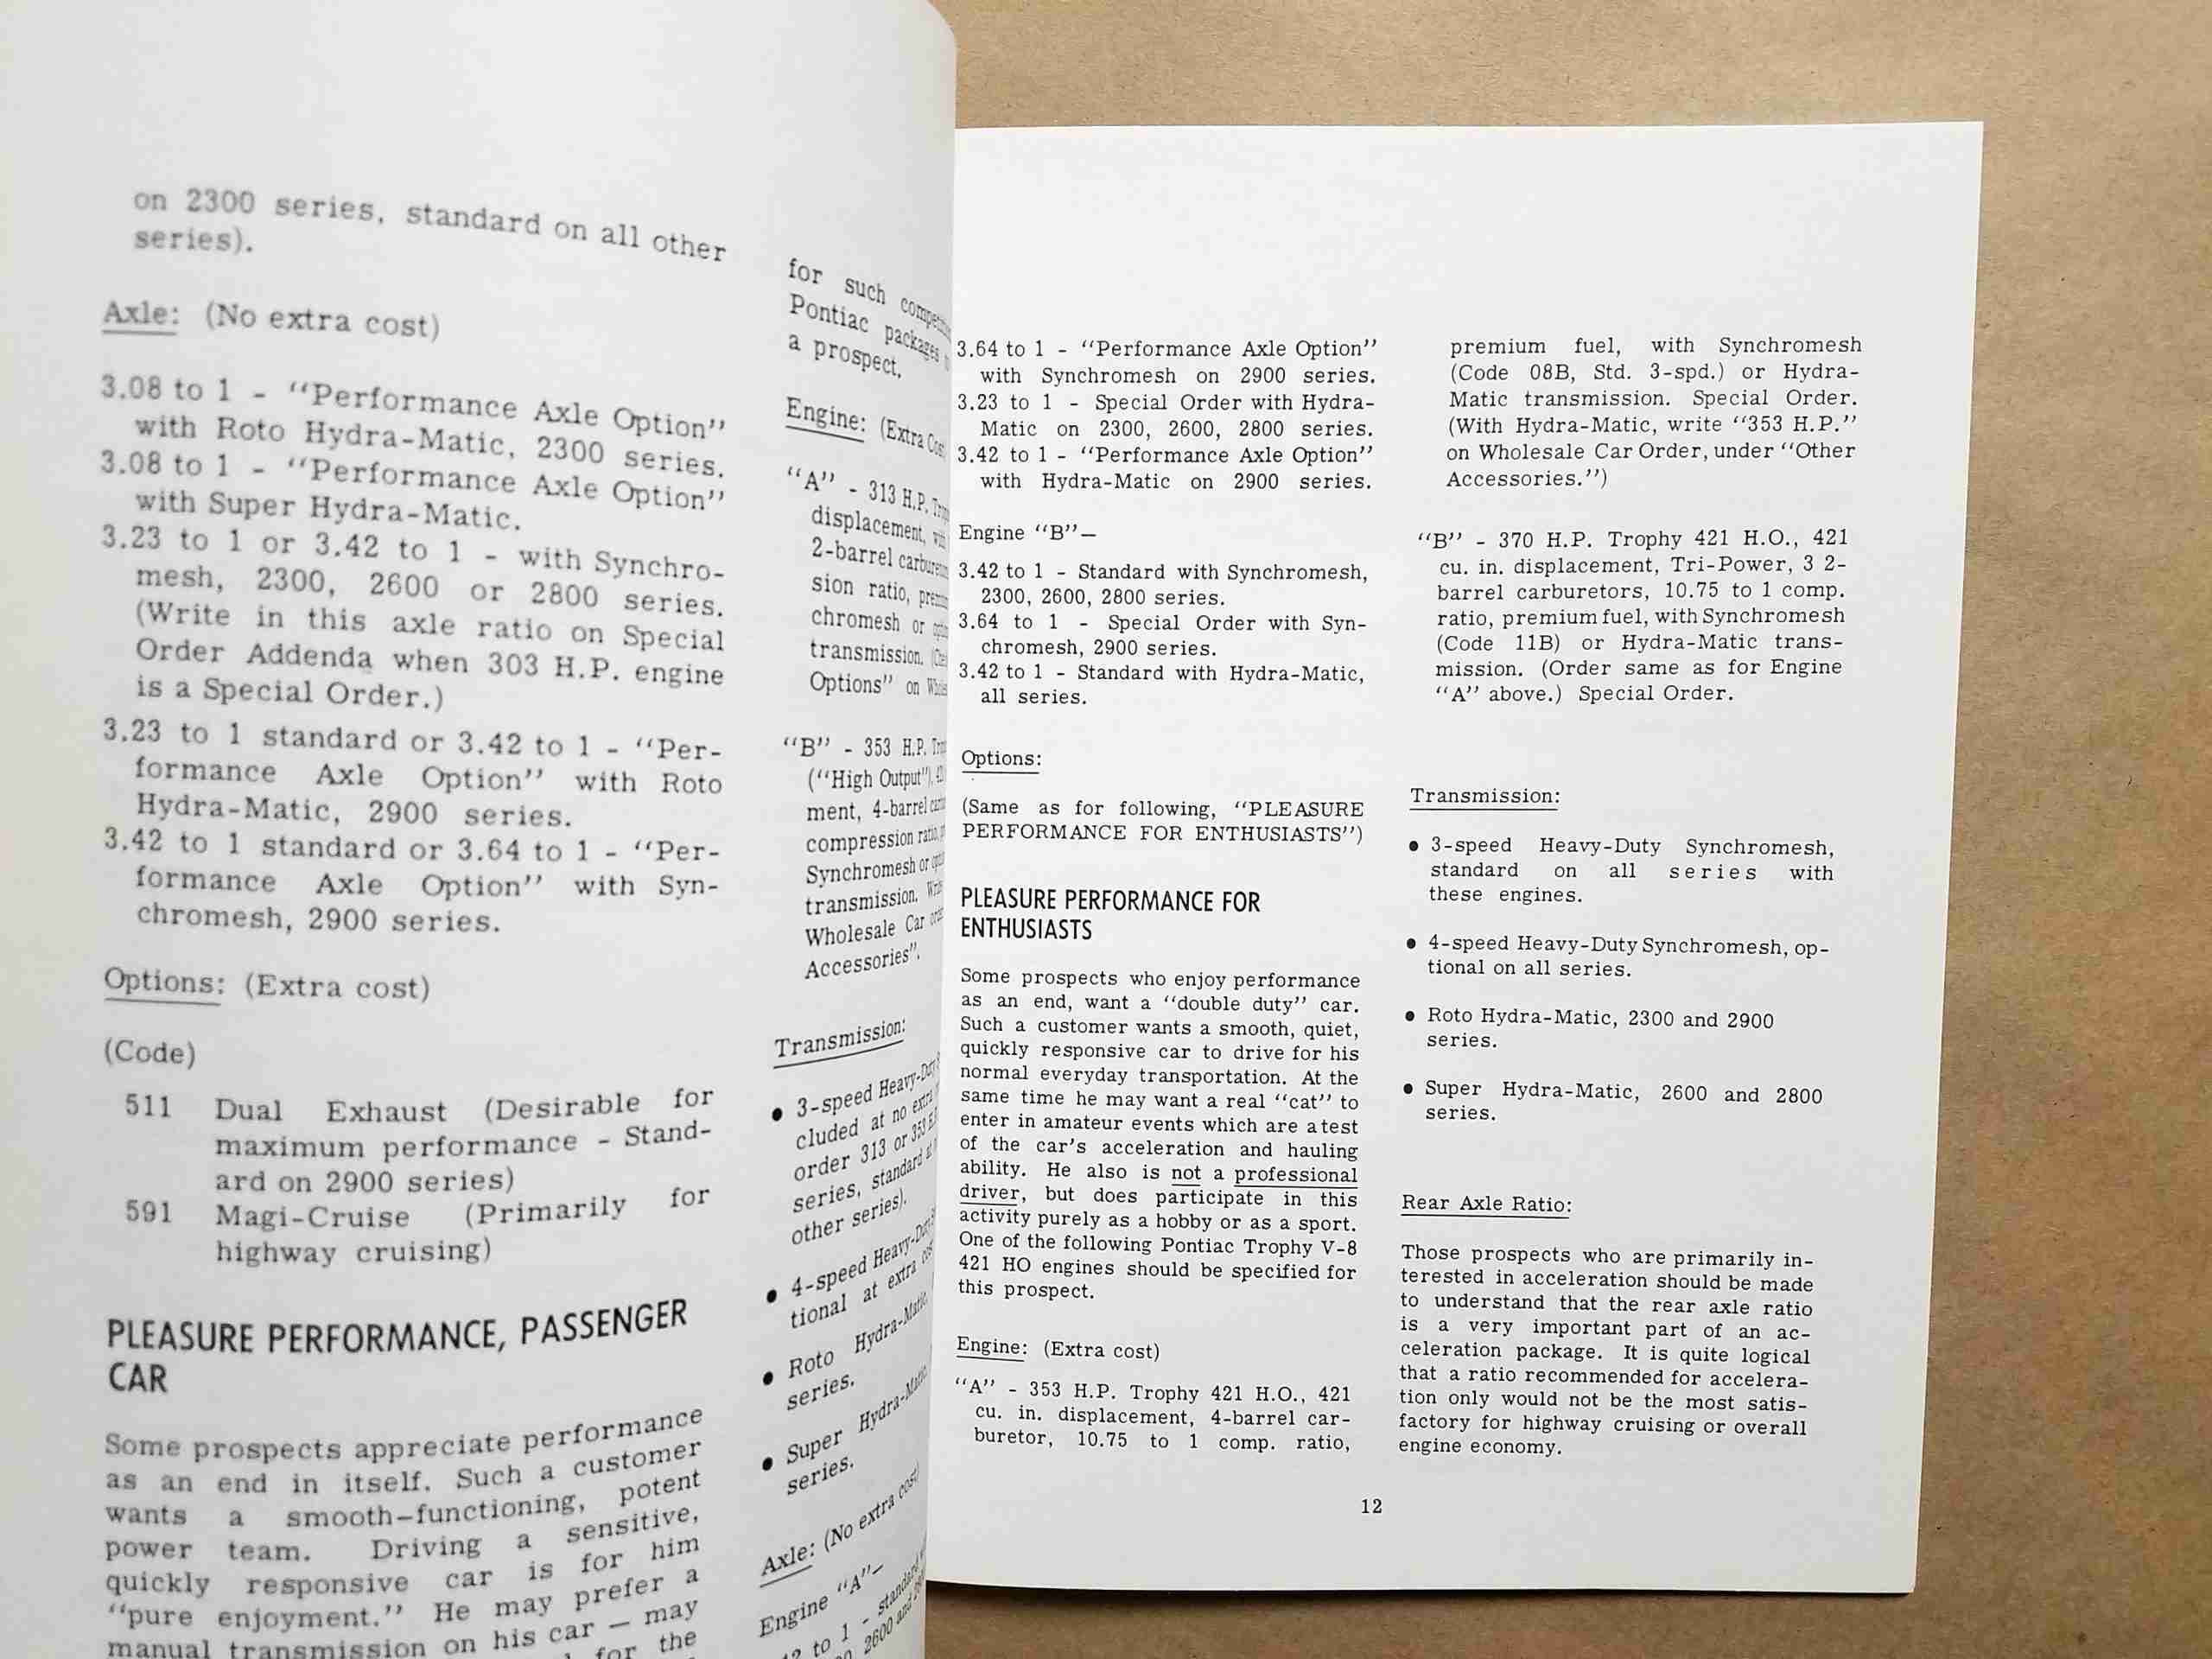 on 2300 series, standard on all other
series).
Axle: (No extra cost)
3.08 to 1 - "Performance Axle Option"
with Roto Hydra-Matic, 2300 series.
3.08 to 1 - "Performance Axle Option"
with Super Hydra-Matic.
3.23 to 1 or 3.42 to 1 - with Synchro-
mesh, 2300, 2600 or 2800 series.
(Write in this axle ratio on Special
Order Addenda when 303 H.P. engine
is a Special Order.)
3.23 to 1 standard or 3.42 to 1 - "Per-
formance Axle Option" with Roto
Hydra-Matic, 2900 series.
3.42 to 1 standard or 3.64 to 1 - "Per-
formance Axle Option" with Syn-
chromesh, 2900 series.
Options: (Extra cost)
(Code)
511 Dual Exhaust (Desirable for
maximum performance - Stand-
ard on 2900 series)
591 Magi-Cruise (Primarily for
highway cruising)
PLEASURE PERFORMANCE, PASSENGER
CAR
Some prospects appreciate performance
as an end in itself. Such a customer
wants a smooth-functioning, potent
power team. Driving a sensitive,
quickly responsive car is for him
"pure enjoyment." He may prefer a
manual transmission on his car — may
for the
for such
Pontiac packages
a prospect.
Engine: (Extra
"A" - 313 H.P.
displacement,
2-barrel
sion ratio,
chromesh or
transmission.
Options" on
"B" - 353 H.P.
("High Output"),
ment, 4-barrel
compression ratio,
Synchromesh or
transmission.
Wholesale Car
Accessories".
Transmission:
• 3-speed Heavy-Duty
cluded at no extra
order 313 or 353
series, standard
other series).
• 4-speed Heavy-Duty
tional at extra
• Roto Hydra-Matic,
series.
• Super Hydra-Matic,
series.
Axle: (No extra cost)
Engine "A"—
to 1 - standard
2600 and
3.64 to 1 - "Performance Axle Option"
with Synchromesh on 2900 series.
3.23 to 1 - Special Order with Hydra-
Matic on 2300, 2600, 2800 series.
3.42 to 1 - "Performance Axle Option"
with Hydra-Matic on 2900 series.
Engine "B"—
3.42 to 1 - Standard with Synchromesh,
2300, 2600, 2800 series.
3.64 to 1 - Special Order with Syn-
chromesh, 2900 series.
3.42 to 1 - Standard with Hydra-Matic,
all series.
Options:
(Same as for following, "PLEASURE
PERFORMANCE FOR ENTHUSIASTS")
PLEASURE PERFORMANCE FOR
ENTHUSIASTS
Some prospects who enjoy performance
as an end, want a "double duty" car.
Such a customer wants a smooth, quiet,
quickly responsive car to drive for his
normal everyday transportation. At the
same time he may want a real "cat" to
enter in amateur events which are a test
of the car's acceleration and hauling
ability. He also is not a professional
driver, but does participate in this
activity purely as a hobby or as a sport.
One of the following Pontiac Trophy V-8
421 HO engines should be specified for
this prospect.
Engine: (Extra cost)
"A" - 353 H.P. Trophy 421 H.O., 421
cu. in. displacement, 4-barrel car-
buretor, 10.75 to 1 comp. ratio,
premium fuel, with Synchromesh
(Code 08B, Std. 3-spd.) or Hydra-
Matic transmission. Special Order.
(With Hydra-Matic, write "353 H.P."
on Wholesale Car Order, under "Other
Accessories.")
"B" - 370 H.P. Trophy 421 H.O., 421
cu. in. displacement, Tri-Power, 3 2-
barrel carburetors, 10.75 to 1 comp.
ratio, premium fuel, with Synchromesh
(Code 11B) or Hydra-Matic trans-
mission. (Order same as for Engine
"A" above.) Special Order.
Transmission:
• 3-speed Heavy-Duty Synchromesh,
standard on all series with
these engines.
• 4-speed Heavy-Duty Synchromesh, op-
tional on all series.
• Roto Hydra-Matic, 2300 and 2900
series.
• Super Hydra-Matic, 2600 and 2800
series.
Rear Axle Ratio:
Those prospects who are primarily in-
terested in acceleration should be made
to understand that the rear axle ratio
is a very important part of an ac-
celeration package. It is quite logical
that a ratio recommended for accelera-
tion only would not be the most satis-
factory for highway cruising or overall
engine economy.
12